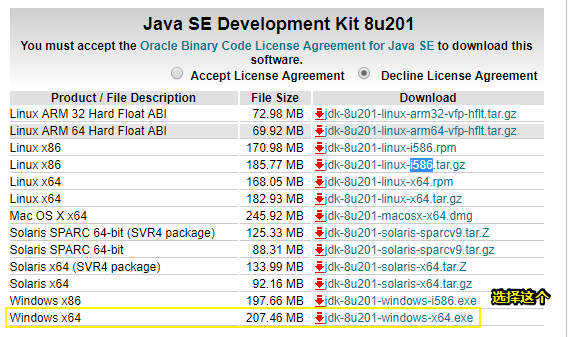 Java SE Development Kit 8u201
You must accept the Oracle Binary Code License Agreement for Java SE to download this
software.
Accept License Agreement Decline License Agreement
Product / File Description File Size Download
Linux ARM 32 Hard Float ABI 72.98 MB jdk-8u201-linux-arm32-vfp-hflt.tar.gz
Linux ARM 64 Hard Float ABI 69.92 MB jdk-8u201-linux-arm64-vfp-hflt.tar.gz
Linux x86 170.98 MB jdk-8u201-linux-i586.rpm
Linux x86 185.77 MB jdk-8u201-linux-i586.tar.gz
Linux x64 168.05 MB jdk-8u201-linux-x64.rpm
Linux x64 182.93 MB jdk-8u201-linux-x64.tar.gz
Mac OS X x64 245.92 MB jdk-8u201-macosx-x64.dmg
Solaris SPARC 64-bit (SVR4 package) 125.33 MB jdk-8u201-solaris-sparcv9.tar.Z
Solaris SPARC 64-bit 88.31 MB jdk-8u201-solaris-sparcv9.tar.gz
Solaris x64 (SVR4 package) 133.99 MB jdk-8u201-solaris-x64.tar.Z
Solaris x64 92.16 MB jdk-8u201-solaris-x64.tar.gz
Windows x86 197.66 MB jdk-8u201-windows-i586.exe 选择这个
Windows x64 207.46 MB jdk-8u201-windows-x64.exe